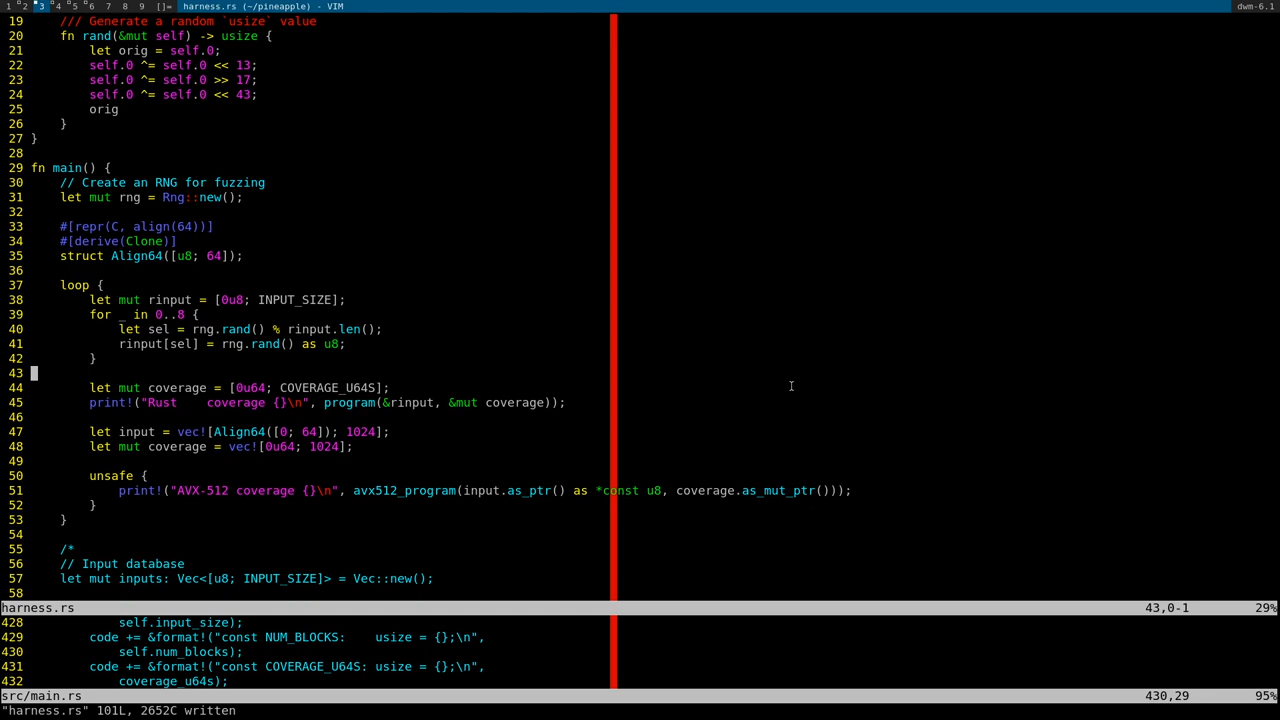 1 2 3 4 5 6 7 8 9 []= harness.rs (~/pineapple) - VIM dwm-6.1
19     /// Generate a random `usize` value
20     fn rand(&mut self) -> usize {
21         let orig = self.0;
22         self.0 ^= self.0 << 13;
23         self.0 ^= self.0 >> 17;
24         self.0 ^= self.0 << 43;
25         orig
26     }
27 }
28
29 fn main() {
30     // Create an RNG for fuzzing
31     let mut rng = Rng::new();
32
33     #[repr(C, align(64))]
34     #[derive(Clone)]
35     struct Align64([u8; 64]);
36
37     loop {
38         let mut rinput = [0u8; INPUT_SIZE];
39         for _ in 0..8 {
40             let sel = rng.rand() % rinput.len();
41             rinput[sel] = rng.rand() as u8;
42         }
43
44         let mut coverage = [0u64; COVERAGE_U64S];
45         print!("Rust    coverage {}\n", program(&rinput, &mut coverage));
46
47         let input = vec![Align64([0; 64]); 1024];
48         let mut coverage = vec![0u64; 1024];
49
50         unsafe {
51             print!("AVX-512 coverage {}\n", avx512_program(input.as_ptr() as *const u8, coverage.as_mut_ptr()));
52         }
53     }
54
55     /*
56     // Input database
57     let mut inputs: Vec<[u8; INPUT_SIZE]> = Vec::new();
58
harness.rs 43,0-1 29%
428             self.input_size);
429         code += &format!("const NUM_BLOCKS:    usize = {};\n",
430             self.num_blocks);
431         code += &format!("const COVERAGE_U64S: usize = {};\n",
432             coverage_u64s);
src/main.rs 430,29 95%
"harness.rs" 101L, 2652C written